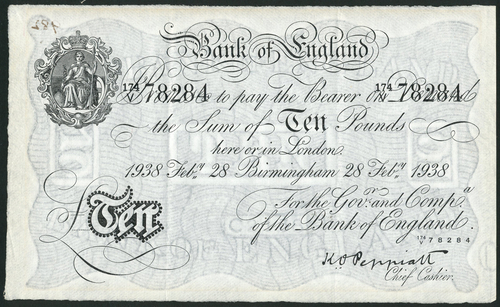 Bank of England
174/N 78284 to pay the Bearer on Demand 174/N 78284
the Sum of Ten Pounds
here or in London.
1938 Feby. 28 Birmingham 28 Feby. 1938
For the Govr. and Compa.
of the Bank of England.
£Ten
174/N 78284
K.O. Peppiatt
Chief Cashier.